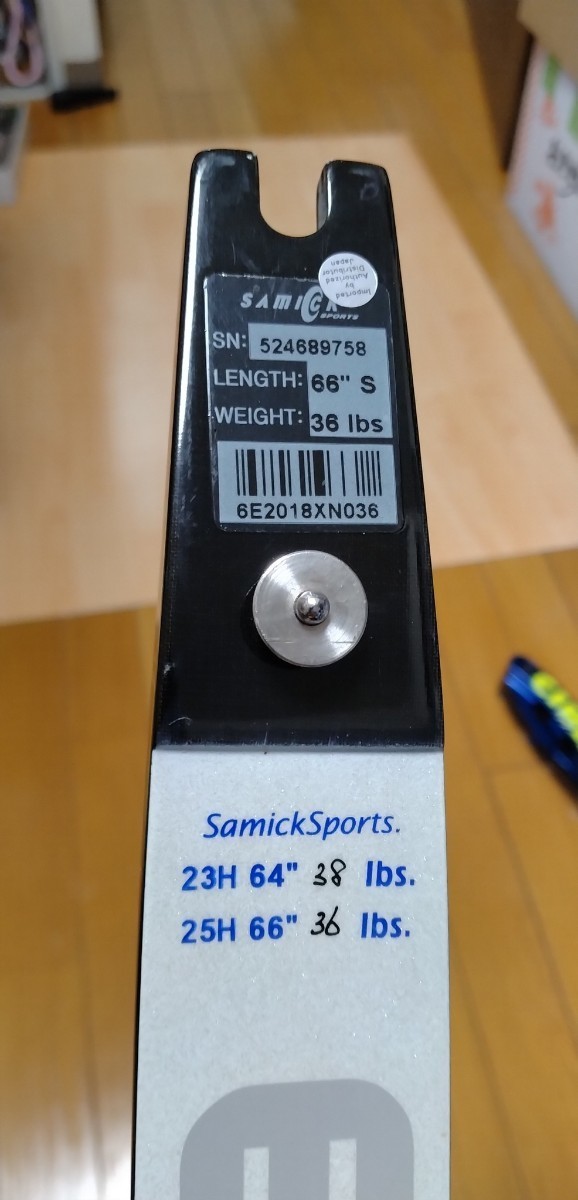 Imported
by
Authorized
Distributor
Japan
SAMICK
SPORTS
SN: 524689758
LENGTH: 66" S
WEIGHT: 36 lbs
6E2018XN036
SamickSports.
23H 64" 38 lbs.
25H 66" 36 lbs.